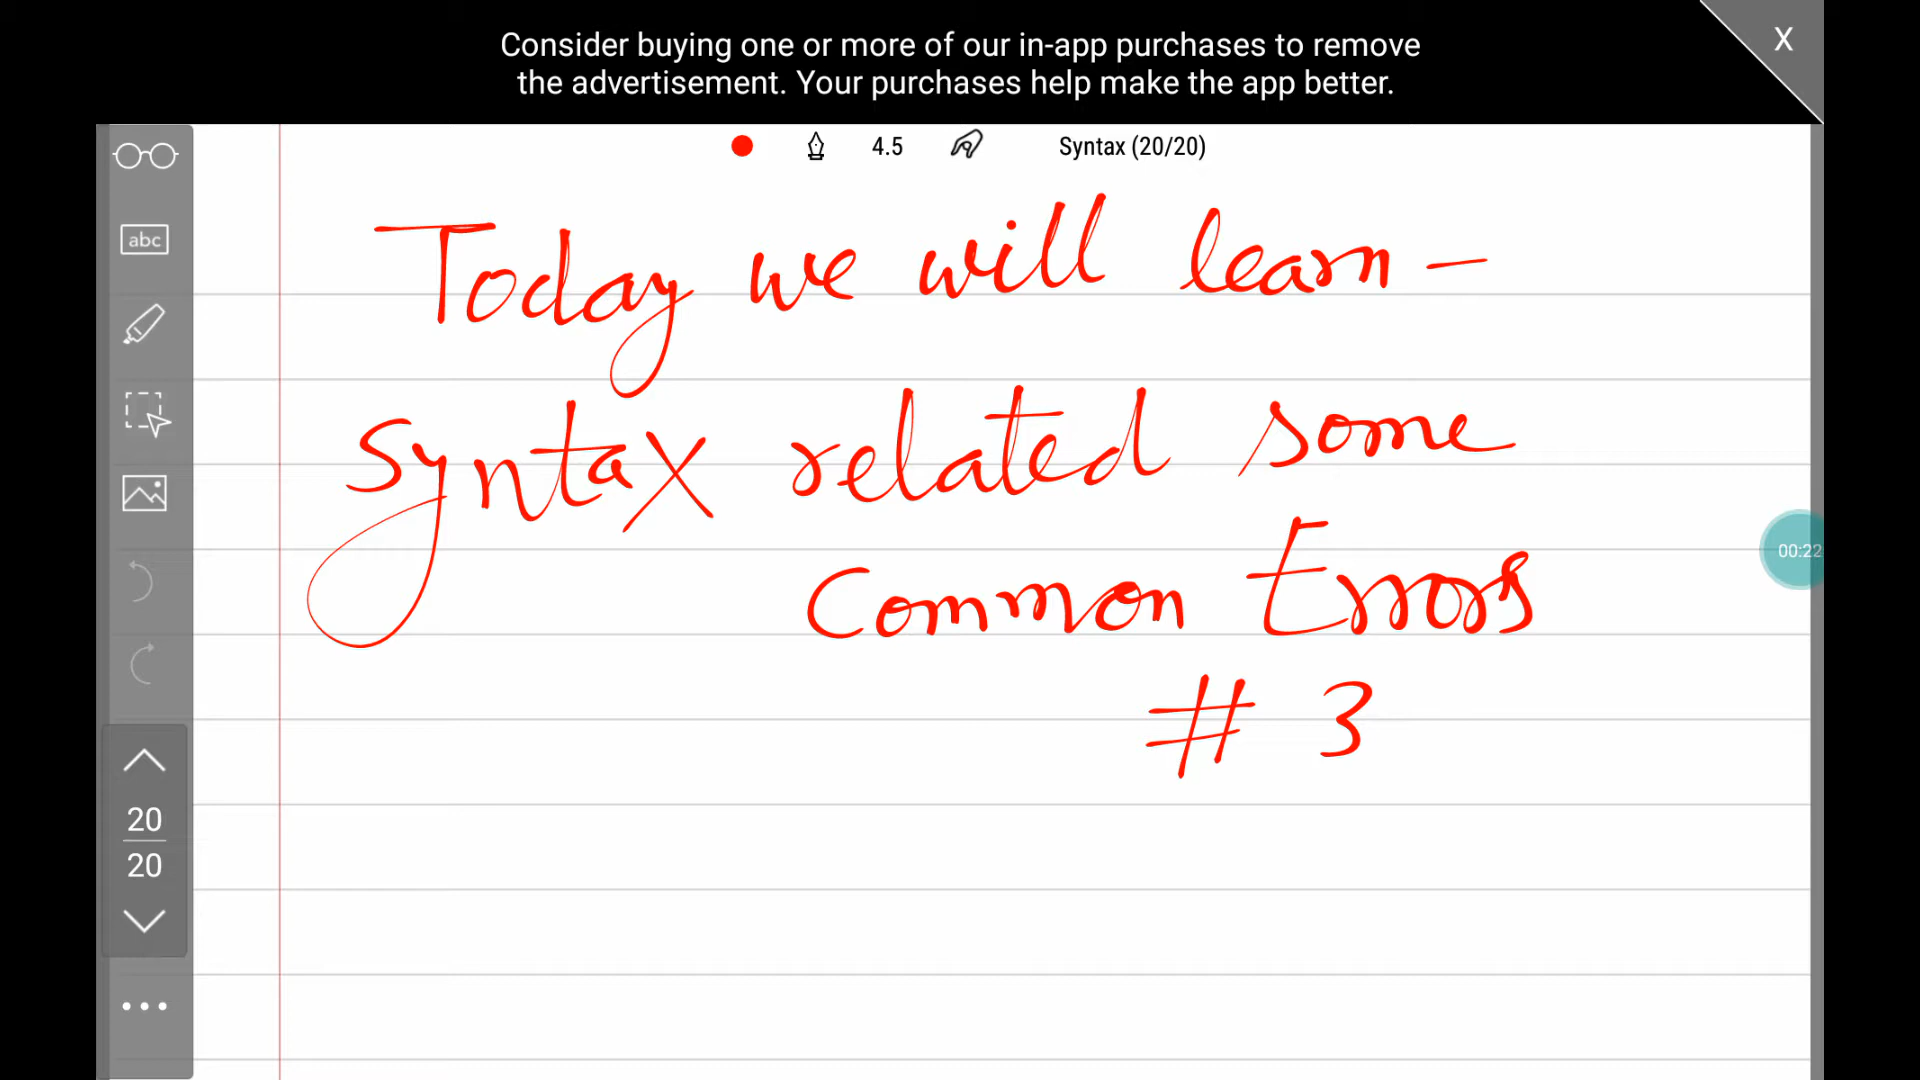 Consider buying one or more of our in-app purchases to remove
the advertisement. Your purchases help make the app better.
X
4.5 Syntax (20/20)
abc
Today we will learn -
Syntax related some
Common Errors
# 3
00:22
20
20